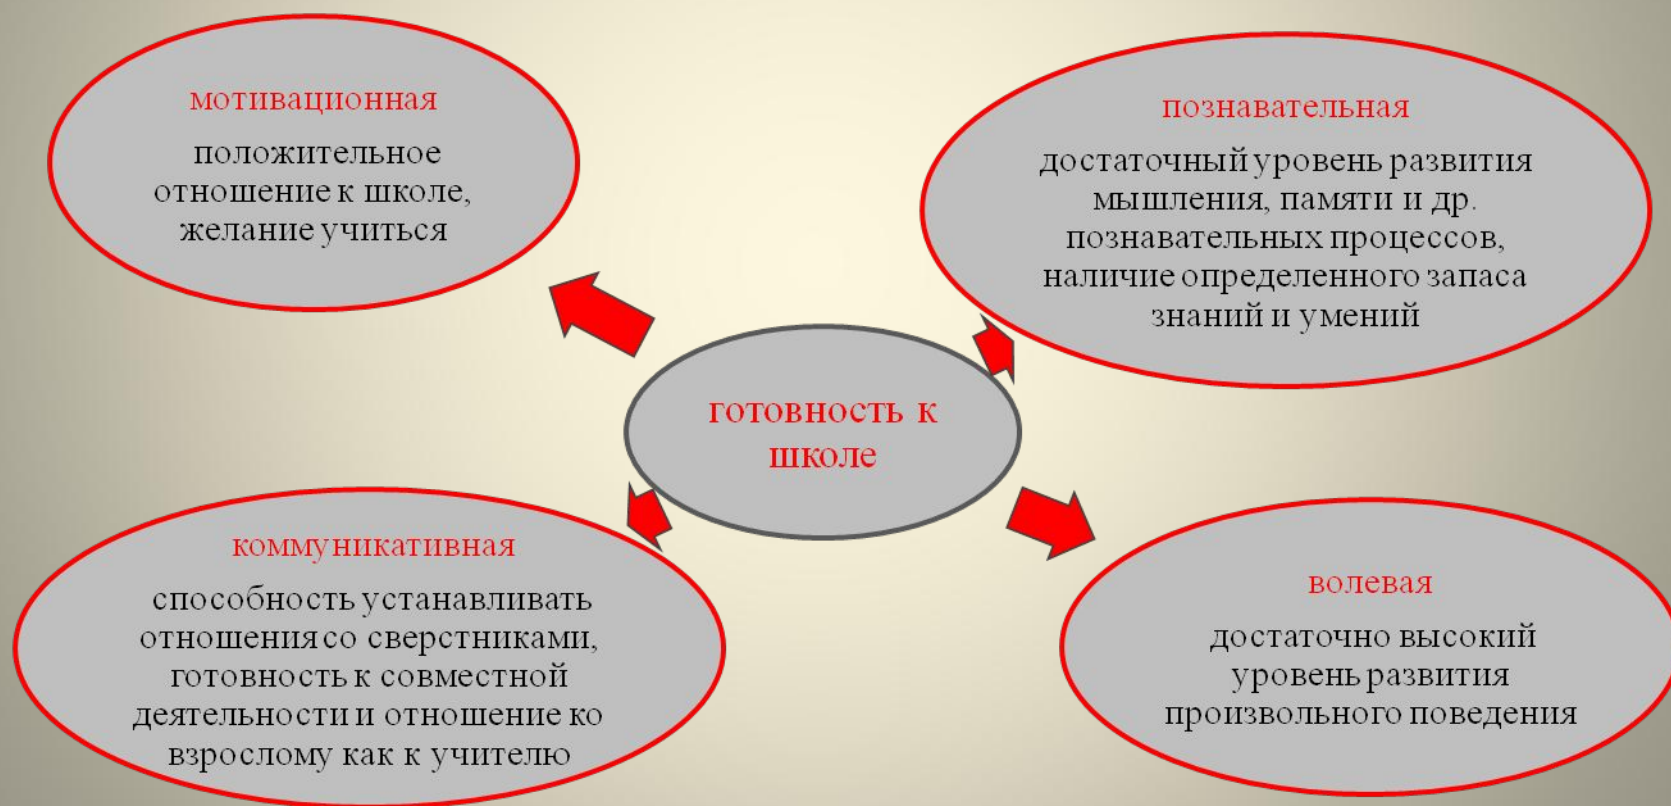 мотивационная
положительное
отношение к школе,
желание учиться
познавательная
достаточный уровень развития
мышления, памяти и др.
познавательных процессов,
наличие определенного запаса
знаний и умений
готовность к
школе
коммуникативная
способность устанавливать
отношения со сверстниками,
готовность к совместной
деятельности и отношение ко
взрослому как к учителю
волевая
достаточно высокий
уровень развития
произвольного поведения